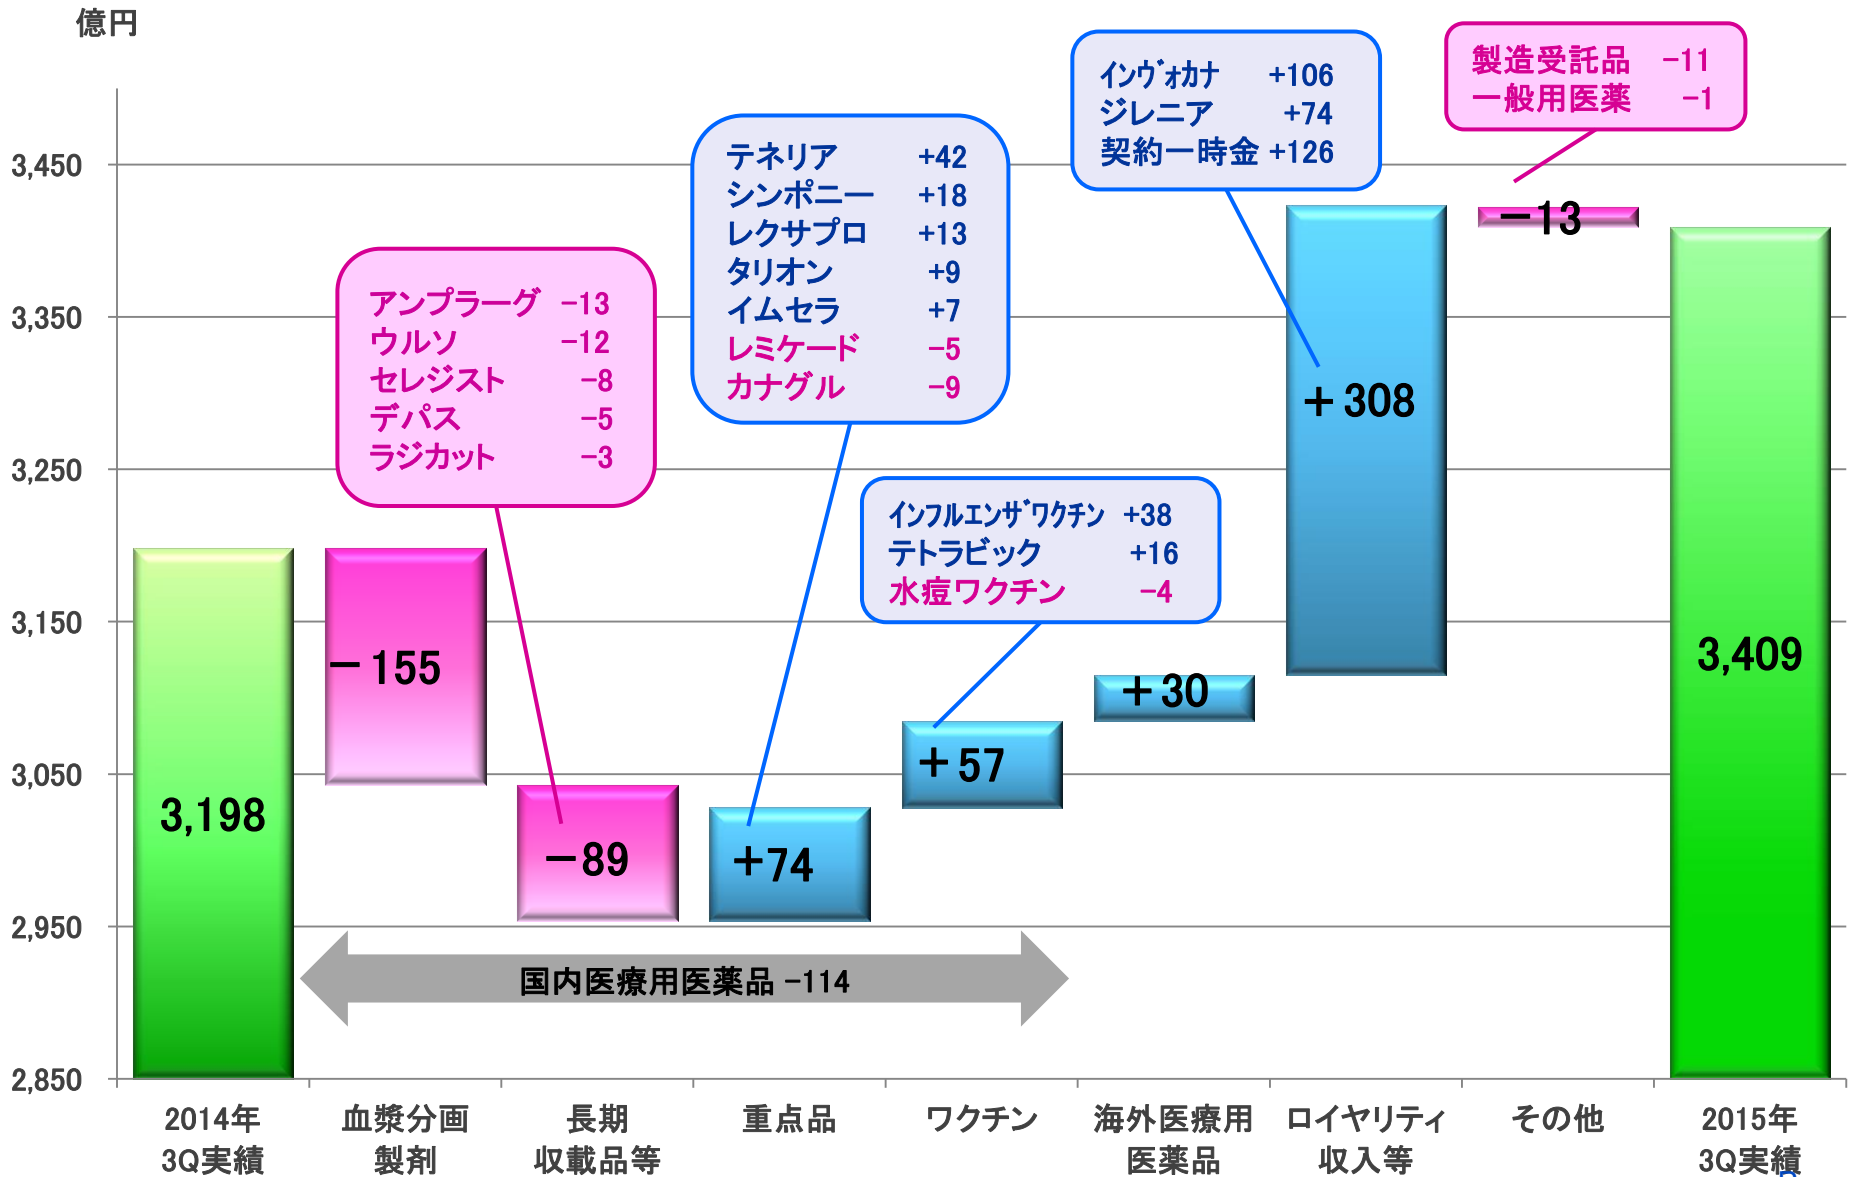 億円
3,450
3,350
3,250
3,150
3,050
2,950
2,850
アンプラーグ −13
ウルソ −12
セレジスト −8
デパス −5
ラジカット −3
テネリア +42
シンポニー +18
レクサプロ +13
タリオン +9
イムセラ +7
レミケード −5
カナグル −9
インフルエンザワクチン +38
テトラビック +16
水痘ワクチン −4
インヴォカナ +106
ジレニア +74
契約一時金 +126
製造受託品 −11
一般用医薬 −1
3,198
−155
−89
+74
+57
+30
+308
−13
3,409
国内医療用医薬品 −114
2014年
3Q実績
血漿分画
製剤
長期
収載品等
重点品
ワクチン
海外医療用
医薬品
ロイヤリティ
収入等
その他
2015年
3Q実績